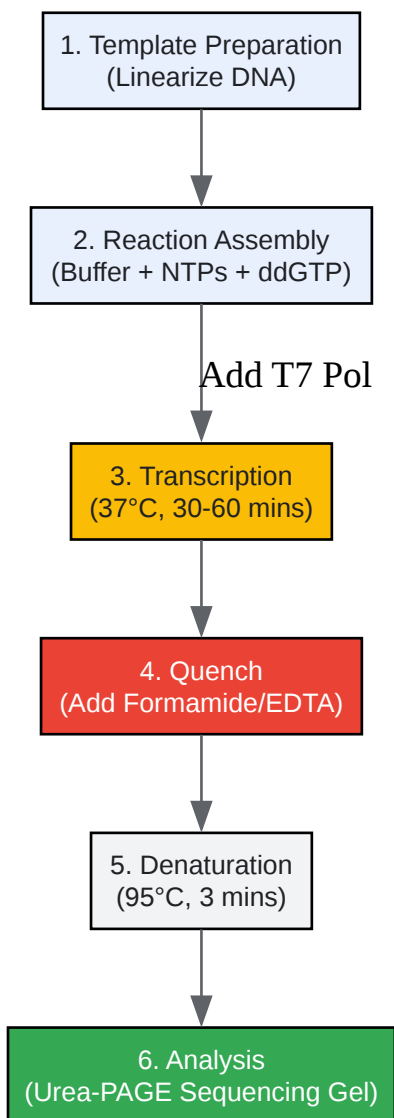 1. Template Preparation
(Linearize DNA)
2. Reaction Assembly
(Buffer + NTPs + ddGTP)
Add T7 Pol
3. Transcription
(37°C, 30-60 mins)
4. Quench
(Add Formamide/EDTA)
5. Denaturation
(95°C, 3 mins)
6. Analysis
(Urea-PAGE Sequencing Gel)